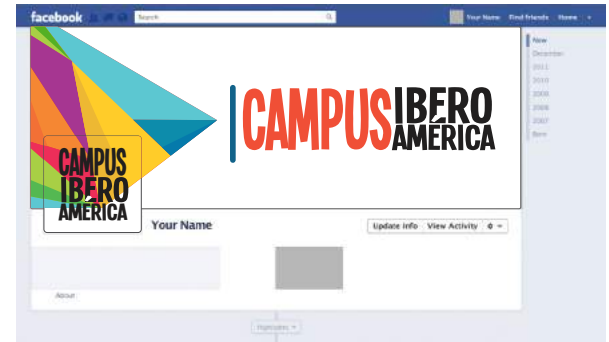 facebook
Search
Your Name Find friends Home
Now
December
2011
2010
2009
2008
2007
Born
CAMPUS IBERO
AMÉRICA
CAMPUS
IBERO
AMÉRICA
Your Name
Update Info View Activity
About
Highlights